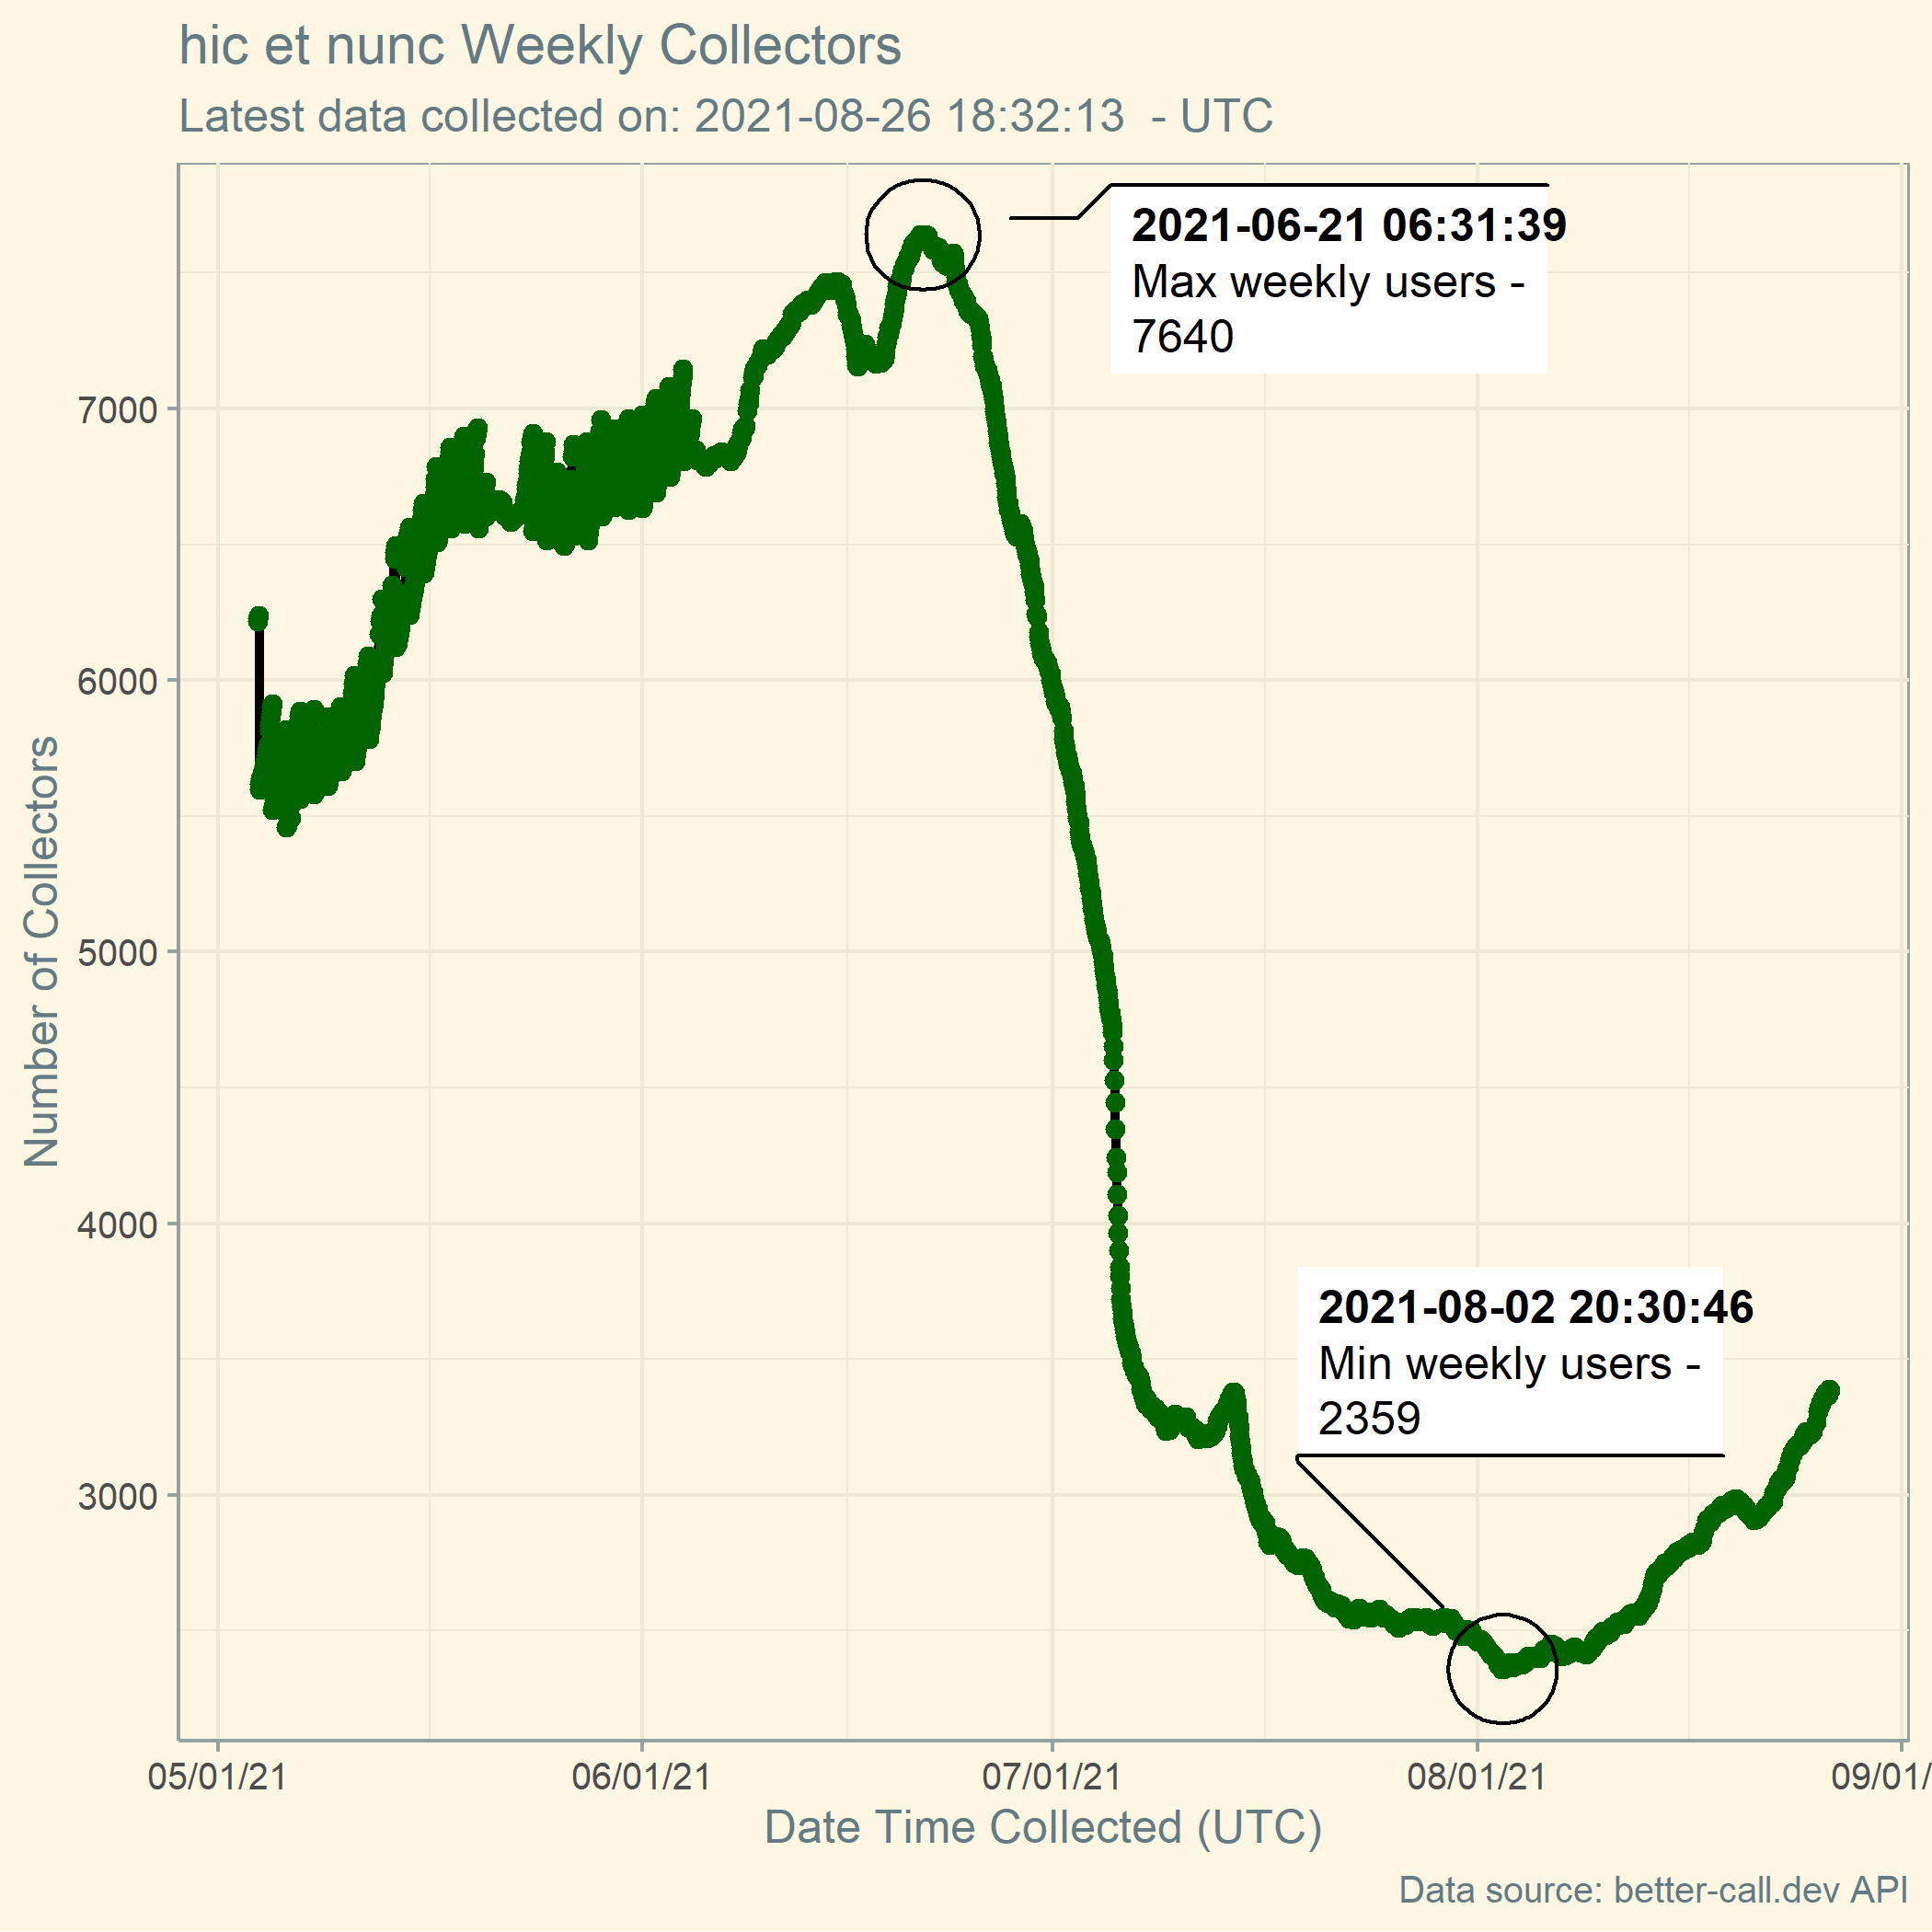 hic et nunc Weekly Collectors
Latest data collected on: 2021-08-26 18:32:13  - UTC
2021-06-21 06:31:39
Max weekly users -
7640
7000
6000
5000
4000
3000
Number of Collectors
2021-08-02 20:30:46
Min weekly users -
2359
05/01/21 06/01/21 07/01/21 08/01/21 09/01/
Date Time Collected (UTC)
Data source: better-call.dev API